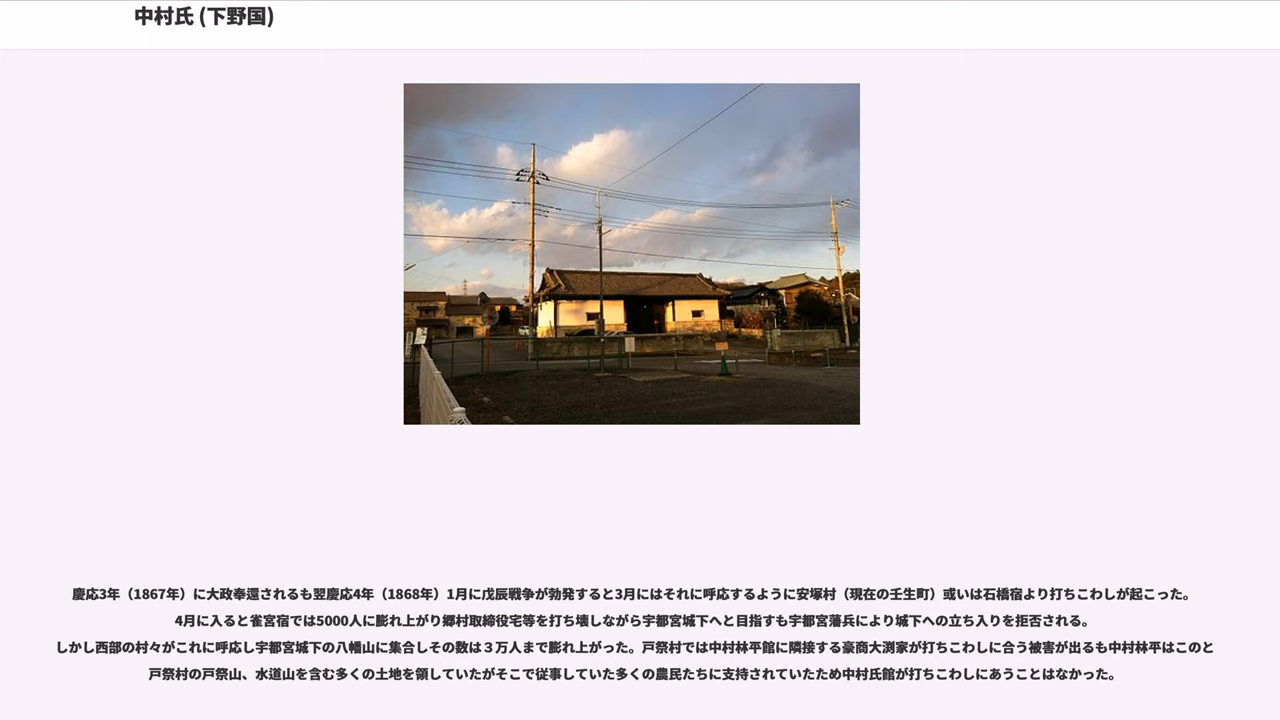 中村氏 (下野国)
慶応3年（1867年）に大政奉還されるも翌慶応4年（1868年）1月に戊辰戦争が勃発すると3月にはそれに呼応するように安塚村（現在の壬生町）或いは石橋宿より打ちこわしが起こった。
4月に入ると雀宮宿では5000人に膨れ上がり郷村取締役宅等を打ち壊しながら宇都宮城下へと目指すも宇都宮藩兵により城下への立ち入りを拒否される。
しかし西部の村々がこれに呼応し宇都宮城下の八幡山に集合しその数は３万人まで膨れ上がった。戸祭村では中村林平館に隣接する豪商大渕家が打ちこわしに合う被害が出るも中村林平はこのと
戸祭村の戸祭山、水道山を含む多くの土地を領していたがそこで従事していた多くの農民たちに支持されていたため中村氏館が打ちこわしにあうことはなかった。